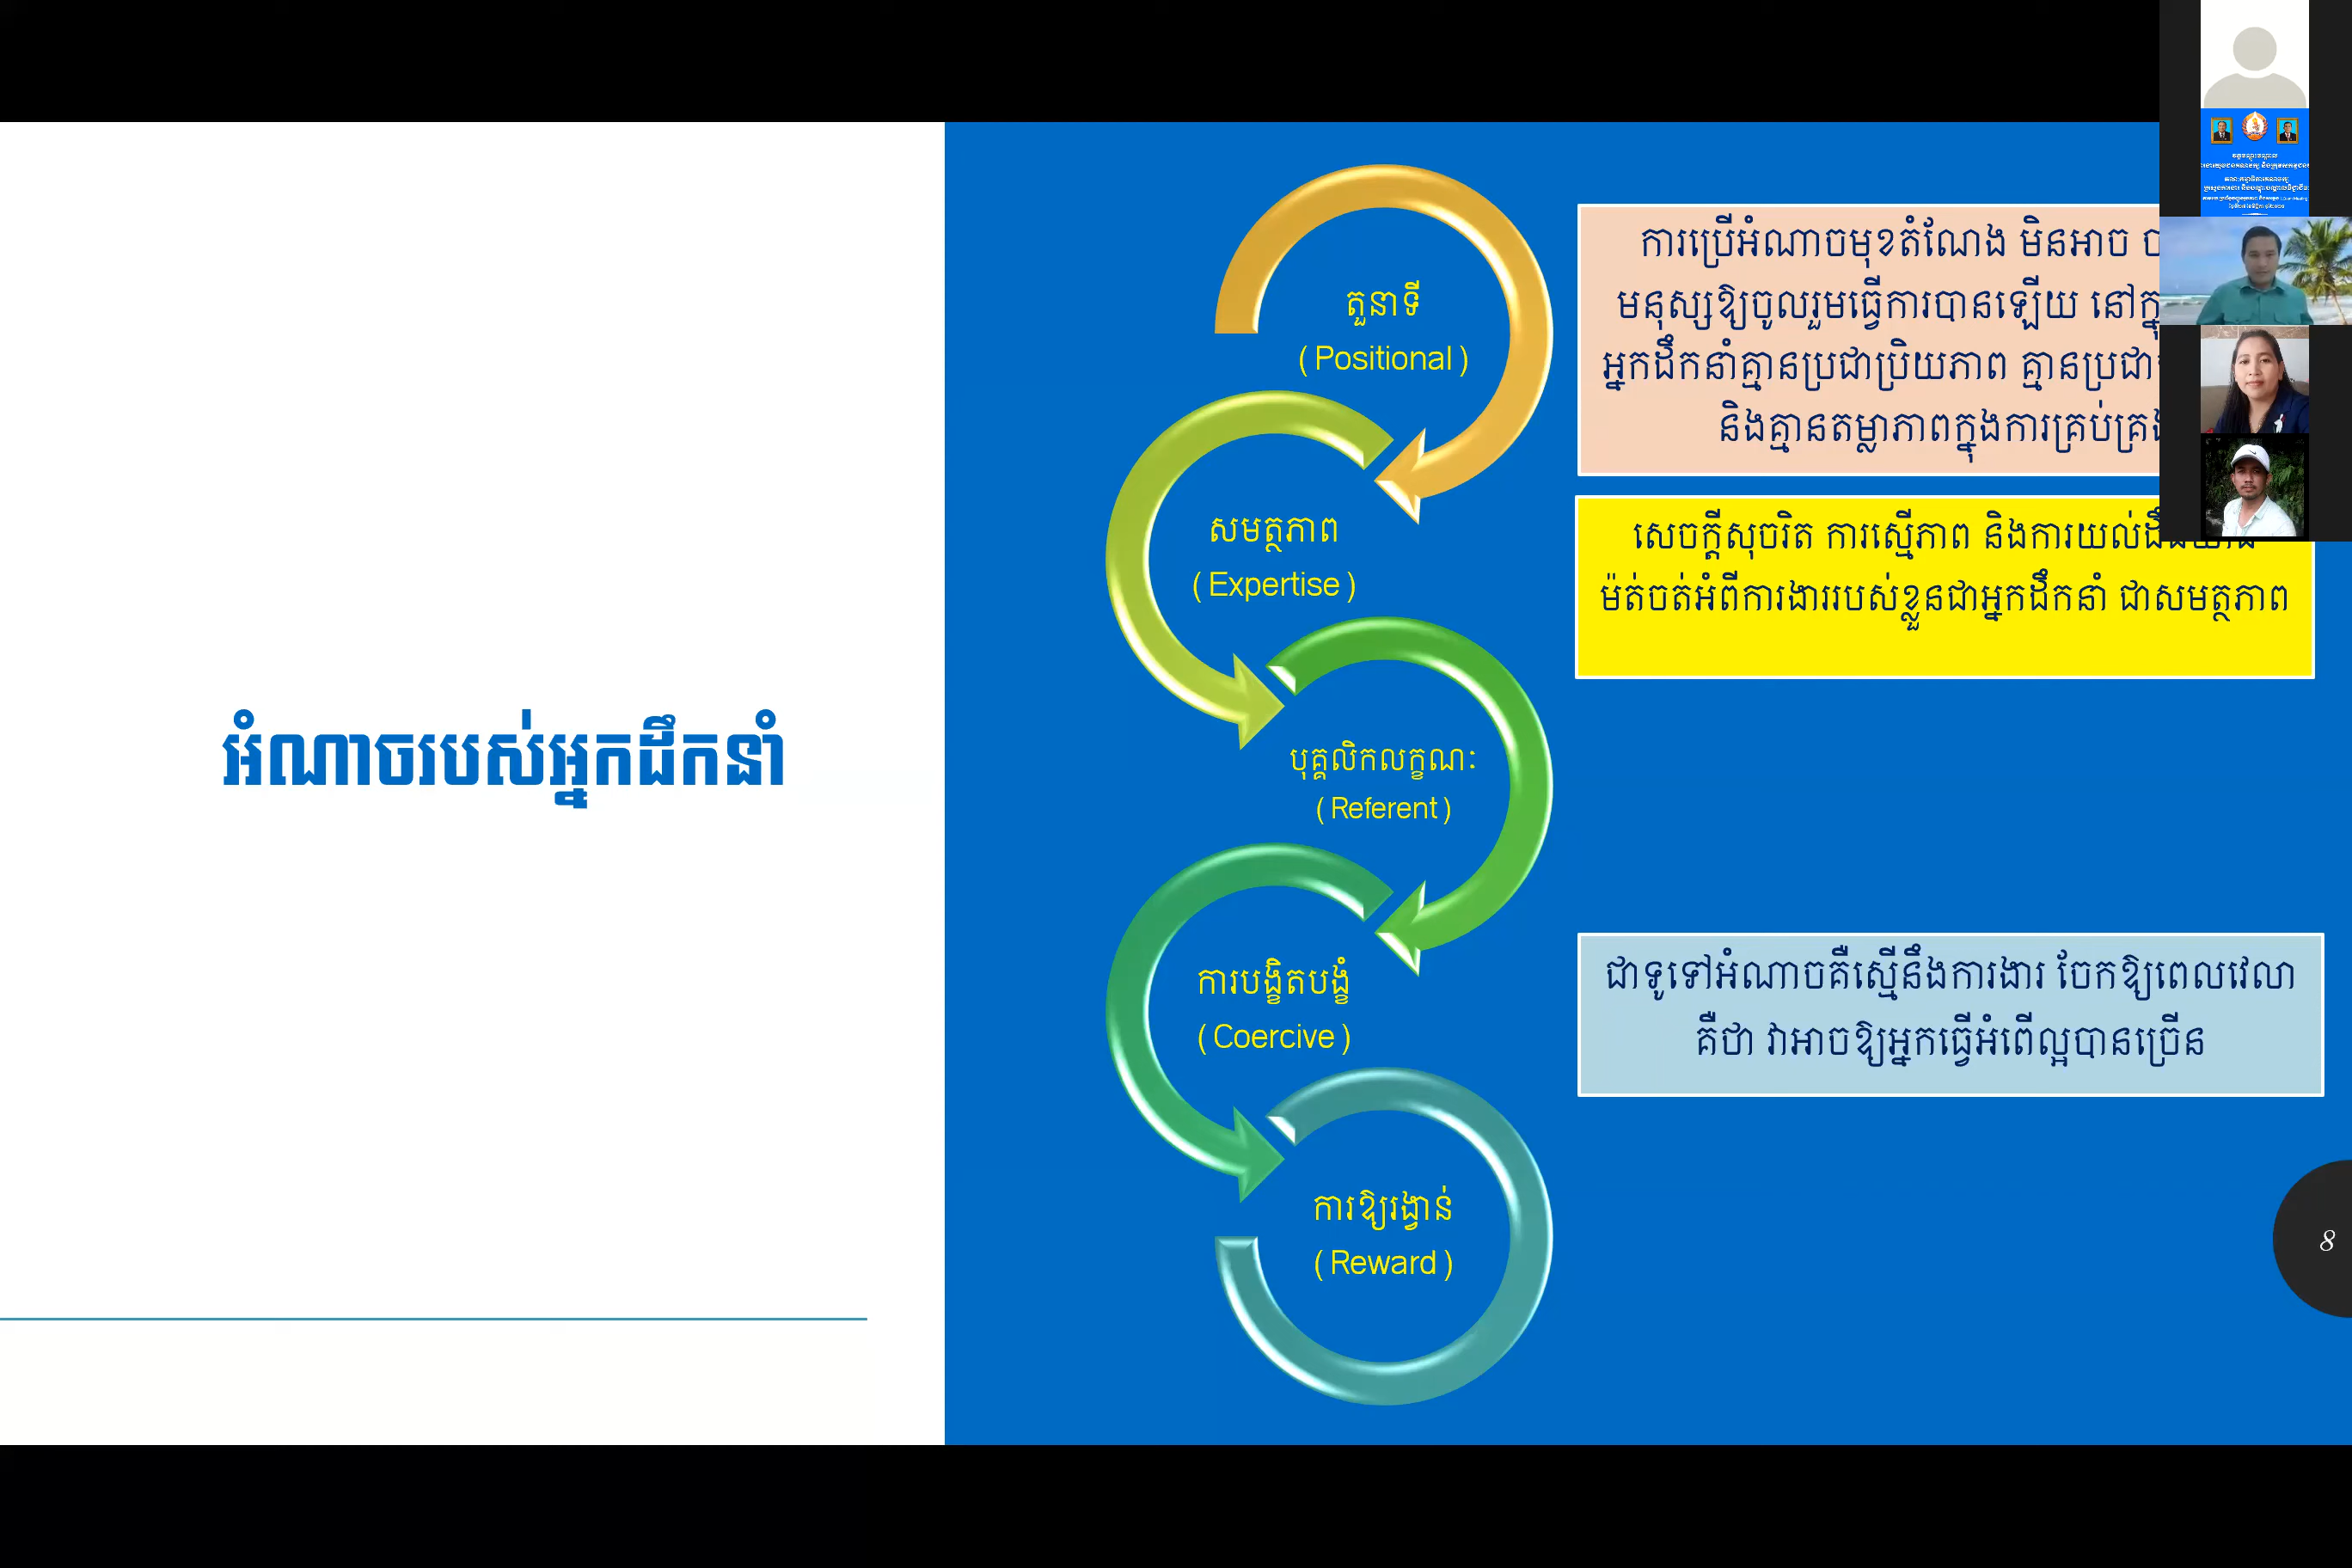 អំណាចរបស់អ្នកដឹកនាំ
តួនាទី
( Positional )
សមត្ថភាព
( Expertise )
បុគ្គលិកលក្ខណៈ
( Referent )
ការបង្ខិតបង្ខំ
( Coercive )
ការឱ្យរង្វាន់
( Reward )
ការប្រើអំណាចមុខតំណែង មិនអាច
មនុស្សឱ្យចូលរួមធ្វើការបានឡើយ នៅក្នុ
អ្នកដឹកនាំគ្មានប្រជាប្រិយភាព គ្មានប្រជា
និងគ្មានតម្លាភាពក្នុងការគ្រប់គ្រង
សេចក្តីសុចរិត ការស្មើភាព និងការយល់ដឹងយ៉ាង
ម៉ត់ចត់អំពីការងាររបស់ខ្លួនជាអ្នកដឹកនាំ ជាសមត្ថភាព
ជាទូទៅអំណាចគឺស្មើនឹងការងារ ចែកឱ្យពេលវេលា
គឺថា វាអាចឱ្យអ្នកធ្វើអំពើល្អបានច្រើន
8